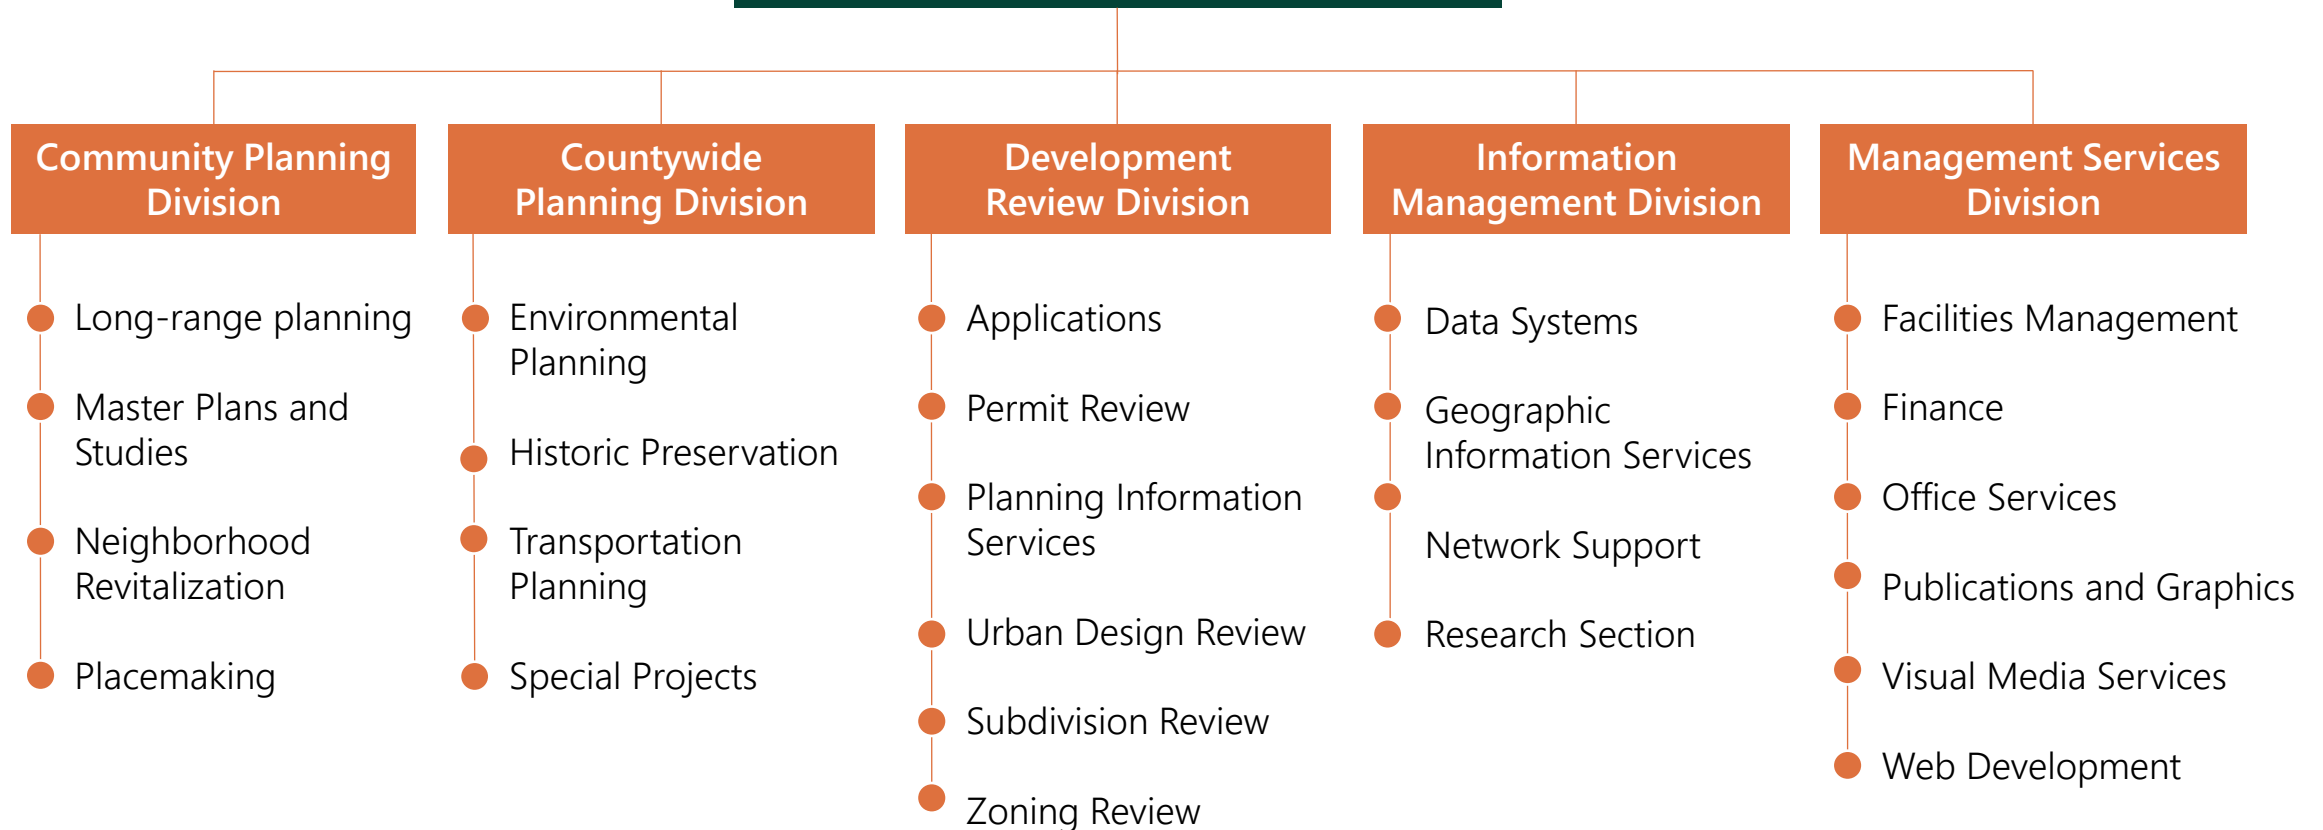 Community Planning
Division
Long-range planning
Master Plans and
Studies
Neighborhood
Revitalization
Placemaking
Countywide
Planning Division
Environmental
Planning
Historic Preservation
Transportation
Planning
Special Projects
Development
Review Division
Applications
Permit Review
Planning Information
Services
Urban Design Review
Subdivision Review
Zoning Review
Information
Management Division
Data Systems
Geographic
Information Services
Network Support
Research Section
Management Services
Division
Facilities Management
Finance
Office Services
Publications and Graphics
Visual Media Services
Web Development